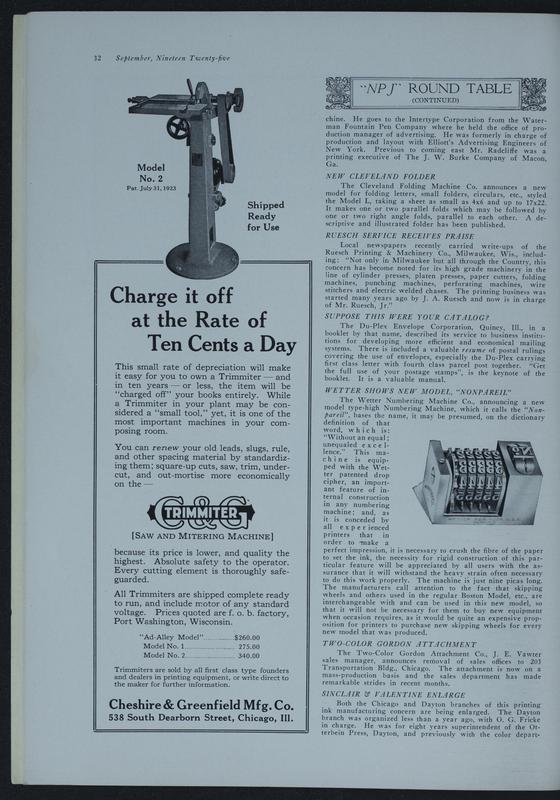 32 September, Nineteen Twenty-five
Model
No. 2
Pat. July 31, 1923
Shipped
Ready
for Use
Charge it off
at the Rate of
Ten Cents a Day
This small rate of depreciation will make
it easy for you to own a Trimmiter — and
in ten years — or less, the item will be
"charged off" your books entirely. While
a Trimmiter in your plant may be con-
sidered a "small tool," yet, it is one of the
most important machines in your com-
posing room.
You can renew your old leads, slugs, rule,
and other spacing material by standardiz-
ing them; square-up cuts, saw, trim, under-
cut, and out-mortise more economically
on the —
C&G
TRIMMITER
[SAW AND MITERING MACHINE]
because its price is lower, and quality the
highest. Absolute safety to the operator.
Every cutting element is thoroughly safe-
guarded.
All Trimmiters are shipped complete ready
to run, and include motor of any standard
voltage. Prices quoted are f. o. b. factory,
Port Washington, Wisconsin.
"Ad-Alley Model" $260.00
Model No. 1 275.00
Model No. 2 340.00
Trimmiters are sold by all first class type founders
and dealers in printing equipment, or write direct to
the maker for further information.
Cheshire & Greenfield Mfg. Co.
538 South Dearborn Street, Chicago, Ill.
"NPJ" ROUND TABLE
(CONTINUED)
chine. He goes to the Intertype Corporation from the Water-
man Fountain Pen Company where he held the office of pro-
duction manager of advertising. He was formerly in charge of
production and layout with Elliott's Advertising Engineers of
New York. Previous to coming east Mr. Radcliffe was a
printing executive of The J. W. Burke Company of Macon,
Ga.
NEW CLEVELAND FOLDER
The Cleveland Folding Machine Co. announces a new
model for folding letters, small folders, circulars, etc., styled
the Model L, taking a sheet as small as 4x6 and up to 17x22.
It makes one or two parallel folds which may be followed by
one or two right angle folds, parallel to each other. A de-
scriptive and illustrated folder has been published.
RUESCH SERVICE RECEIVES PRAISE
Local newspapers recently carried write-ups of the
Ruesch Printing & Machinery Co., Milwaukee, Wis., includ-
ing: "Not only in Milwaukee but all through the Country, this
concern has become noted for its high grade machinery in the
line of cylinder presses, platen presses, paper cutters, folding
machines, punching machines, perforating machines, wire
stitchers and electric welded chases. The printing business was
started many years ago by J. A. Ruesch and now is in charge
of Mr. Ruesch, Jr."
SUPPOSE THIS WERE YOUR CATALOG?
The Du-Plex Envelope Corporation, Quincy, Ill., in a
booklet by that name, described its service to business institu-
tions for developing more efficient and economical mailing
systems. There is included a valuable resume of postal rulings
covering the use of envelopes, especially the Du-Plex carrying
first class letter with fourth class parcel post together. "Get
the full use of your postage stamps", is the keynote of the
booklet. It is a valuable manual.
WETTER SHOWS NEW MODEL, "NONPAREIL"
The Wetter Numbering Machine Co., announcing a new
model type-high Numbering Machine, which it calls the "Non-
pareil", bases the name, it may be presumed, on the dictionary
definition of that
word, which is:
"Without an equal;
unequaled excel-
lence." This ma-
chine is equip-
ped with the Wet-
ter patented drop
cipher, an import-
ant feature of in-
ternal construction
in any numbering
machine; and, as
it is conceded by
all experienced
printers that in
order to make a
perfect impression, it is necessary to crush the fibre of the paper
to set the ink, the necessity for rigid construction of this par-
ticular feature will be appreciated by all users with the as-
surance that it will withstand the heavy strain often necessary
to do this work properly. The machine is just nine picas long.
The manufacturers call attention to the fact that skipping
wheels and others used in the regular Boston Model, etc., are
interchangeable with and can be used in this new model, so
that it will not be necessary for them to buy new equipment
when occasion requires, as it would be quite an expensive prop-
osition for printers to purchase new skipping wheels for every
new model that was produced.
TWO-COLOR GORDON ATTACHMENT
The Two-Color Gordon Attachment Co., J. E. Vawter
sales manager, announces removal of sales offices to 203
Transportation Bldg., Chicago. The attachment is now on a
mass-production basis and the sales department has made
remarkable strides in recent months.
SINCLAIR & VALENTINE ENLARGE
Both the Chicago and Dayton branches of this printing
ink manufacturing concern are being enlarged. The Dayton
branch was organized less than a year ago, with O. G. Fricke
in charge. He was for eight years superintendent of the Ot-
terbein Press, Dayton, and previously with the color depart-